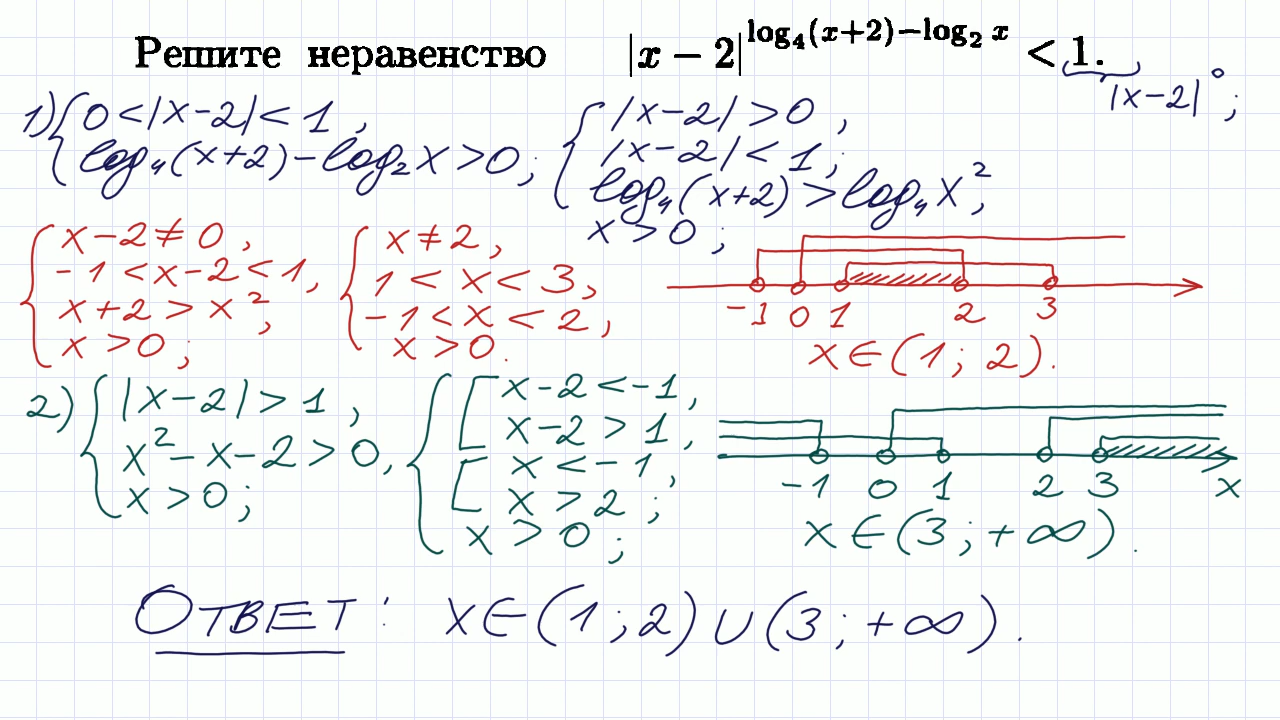 Решите неравенство |x − 2|^{log₄(x+2)−log₂ x} < 1.
|x-2|⁰;
1) { 0 < |x-2| < 1, { |x-2| > 0,
log₄(x+2) - log₂x > 0; |x-2| < 1;
log₄(x+2) > log₄x²,
x > 0;
{ x-2 ≠ 0, { x ≠ 2,
-1 < x-2 < 1, 1 < x < 3,
x+2 > x², -1 < x < 2,
x > 0; x > 0.
-1 0 1 2 3
x ∈ (1; 2).
2) { |x-2| > 1, { [ x-2 < -1,
x²-x-2 > 0, x-2 > 1,
x > 0; [ x < -1,
x > 2;
x > 0;
-1 0 1 2 3 x
x ∈ (3; +∞).
ОТВЕТ: x ∈ (1; 2) ∪ (3; +∞).